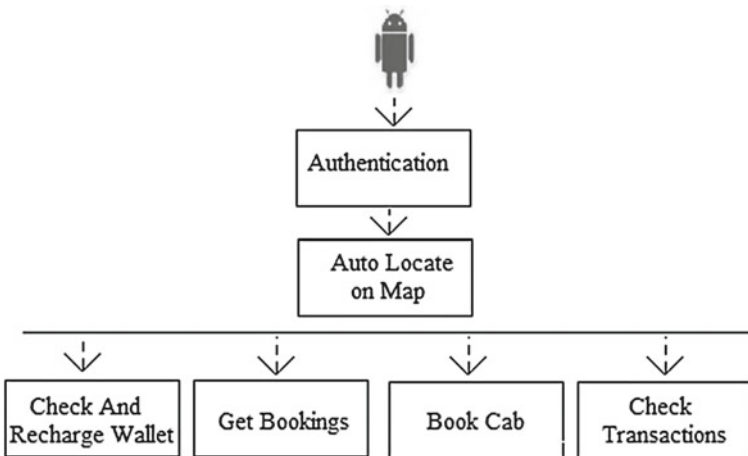 Authentication
Auto Locate
on Map
Check And
Recharge Wallet
Get Bookings
Book Cab
Check
Transactions